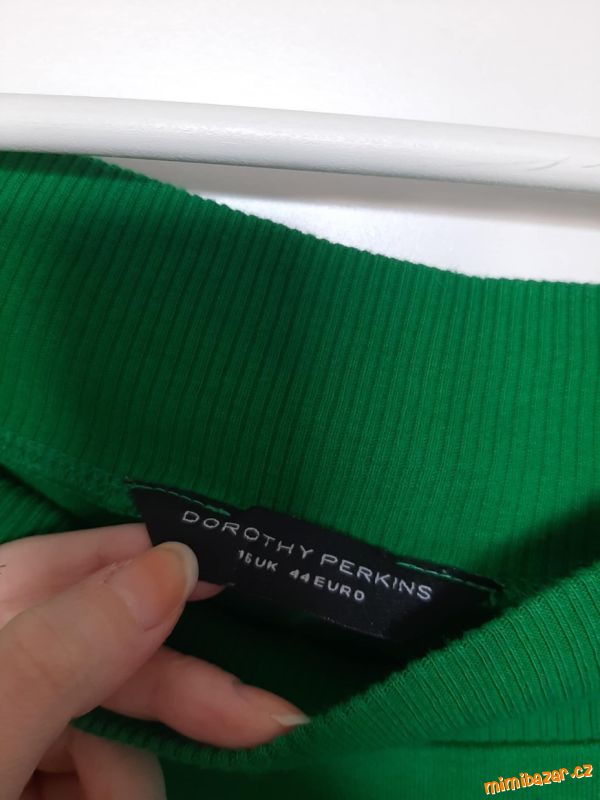 DOROTHY PERKINS
16UK 44EURO
mimibazar.cz